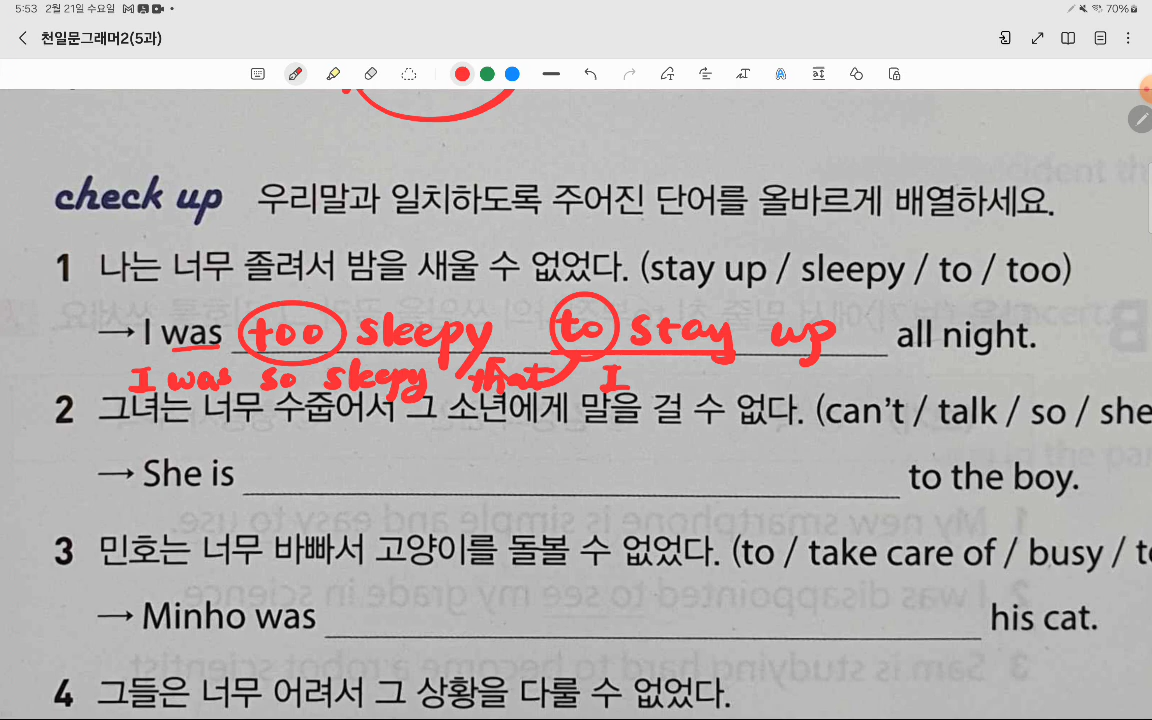 5:53 2월 21일 수요일 70%
천일문그래머2(5과)
check up 우리말과 일치하도록 주어진 단어를 올바르게 배열하세요.
1 나는 너무 졸려서 밤을 새울 수 없었다. (stay up / sleepy / to / too)
→ I was too sleepy to stay up all night.
I was so sleepy that I
2 그녀는 너무 수줍어서 그 소년에게 말을 걸 수 없다. (can't / talk / so / she
→ She is to the boy.
3 민호는 너무 바빠서 고양이를 돌볼 수 없었다. (to / take care of / busy /
→ Minho was his cat.
4 그들은 너무 어려서 그 상황을 다룰 수 없었다.